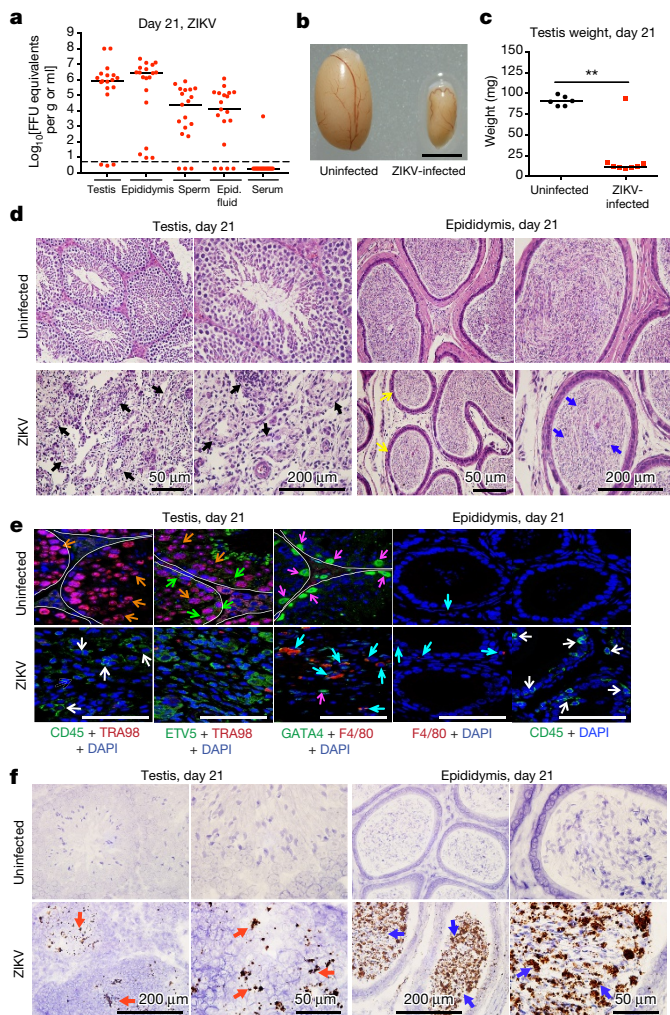 a
Day 21, ZIKV
Log10[FFU equivalents
per g or ml]
9
8
7
6
5
4
3
2
1
0
Testis
Epididymis
Sperm
Epid.
fluid
Serum
b
Uninfected
ZIKV-infected
c
Testis weight, day 21
**
Weight (mg)
150
125
100
75
50
25
0
Uninfected
ZIKV-
infected
d
Testis, day 21
Epididymis, day 21
Uninfected
ZIKV
50 μm
200 μm
50 μm
200 μm
e
Testis, day 21
Epididymis, day 21
Uninfected
ZIKV
CD45 + TRA98
+ DAPI
ETV5 + TRA98
+ DAPI
GATA4 + F4/80
+ DAPI
F4/80 + DAPI
CD45 + DAPI
f
Testis, day 21
Epididymis, day 21
Uninfected
ZIKV
200 μm
50 μm
200 μm
50 μm